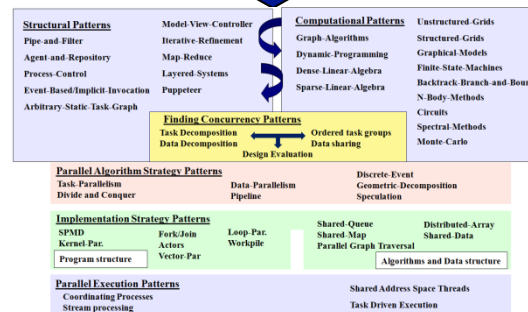 Structural Patterns
Pipe-and-Filter
Agent-and-Repository
Process-Control
Event-Based/Implicit-Invocation
Arbitrary-Static-Task-Graph
Model-View-Controller
Iterative-Refinement
Map-Reduce
Layered-Systems
Puppeteer
Computational Patterns
Graph-Algorithms
Dynamic-Programming
Dense-Linear-Algebra
Sparse-Linear-Algebra
Unstructured-Grids
Structured-Grids
Graphical-Models
Finite-State-Machines
Backtrack-Branch-and-Boun
N-Body-Methods
Circuits
Spectral-Methods
Monte-Carlo
Finding Concurrency Patterns
Task Decomposition
Data Decomposition
Ordered task groups
Data sharing
Design Evaluation
Parallel Algorithm Strategy Patterns
Task-Parallelism
Divide and Conquer
Data-Parallelism
Pipeline
Discrete-Event
Geometric-Decomposition
Speculation
Implementation Strategy Patterns
SPMD
Kernel-Par.
Program structure
Fork/Join
Actors
Vector-Par
Loop-Par.
Workpile
Shared-Queue
Shared-Map
Parallel Graph Traversal
Distributed-Array
Shared-Data
Algorithms and Data structure
Parallel Execution Patterns
Coordinating Processes
Stream processing
Shared Address Space Threads
Task Driven Execution